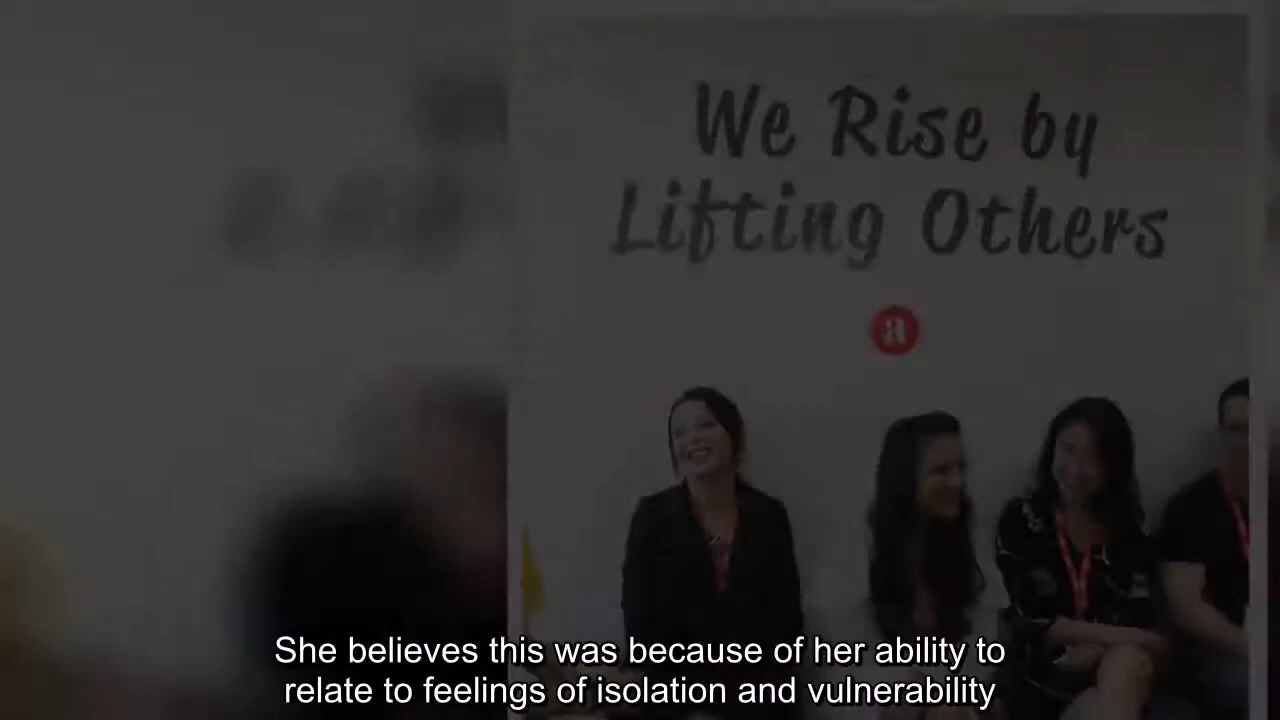 We Rise by
Lifting Others
a
She believes this was because of her ability to
relate to feelings of isolation and vulnerability